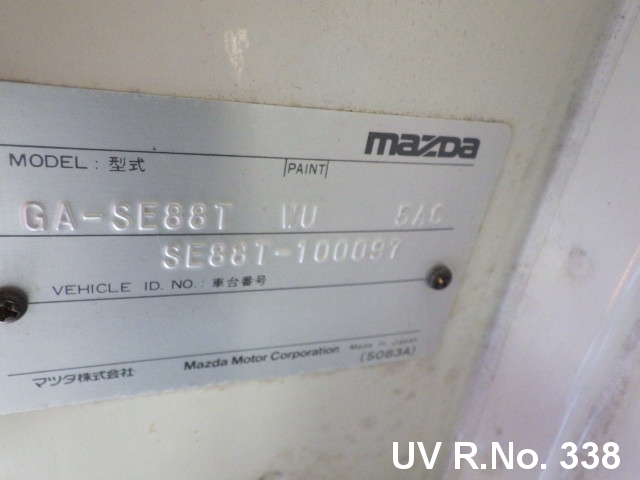 mazda
MODEL : 型式 PAINT
GA-SE88T WU 5AC
SE88T-100097
VEHICLE ID. NO. : 車台番号
マツダ株式会社 Mazda Motor Corporation Made in Japan
(S083A)
UV R.No. 338